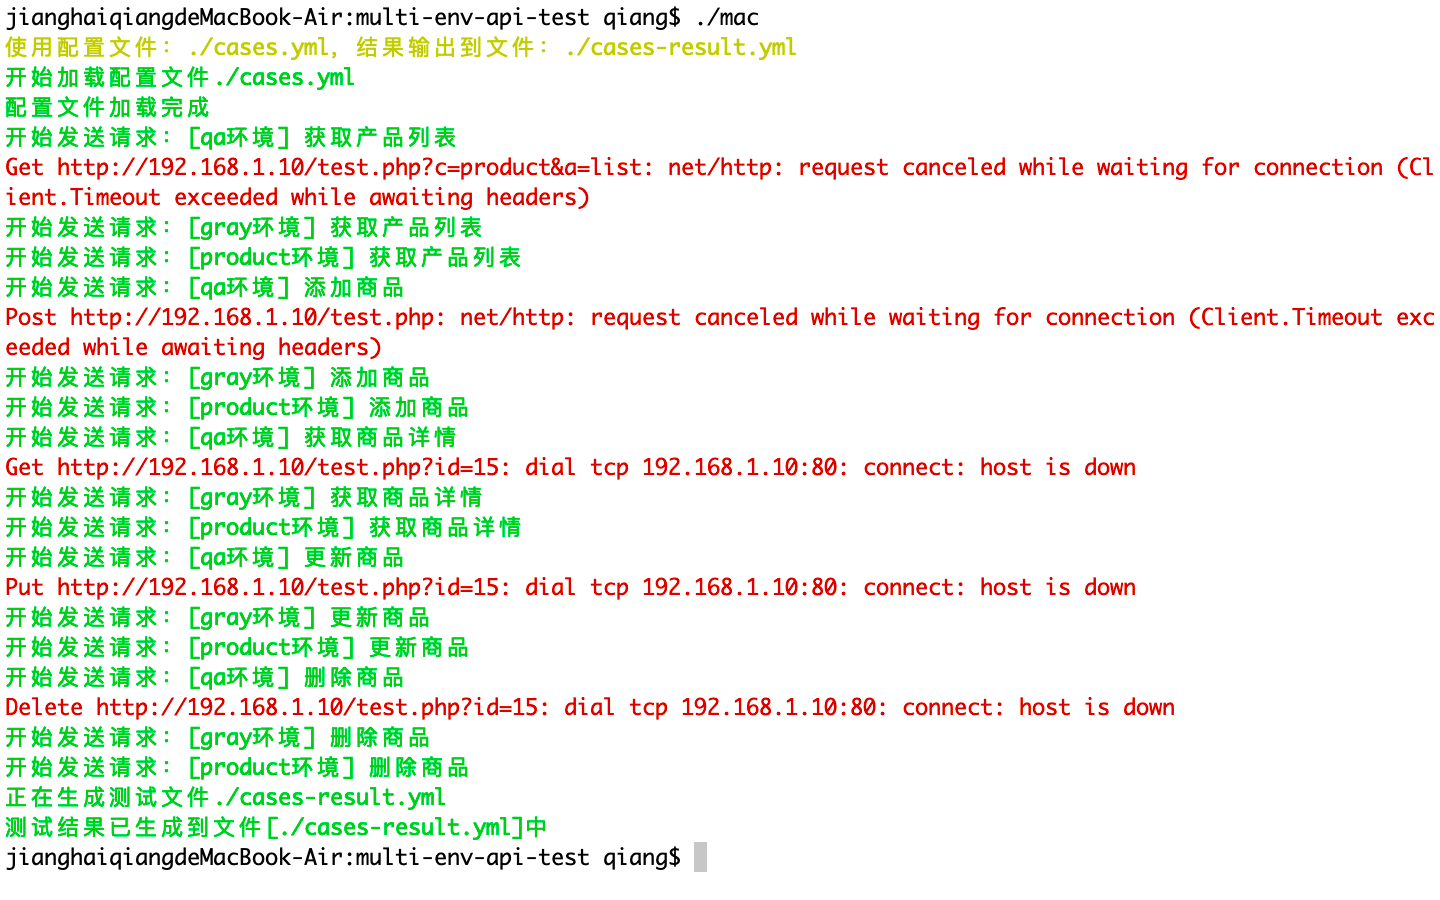 jianghaiqiangdeMacBook-Air:multi-env-api-test qiang$ ./mac
使用配置文件：./cases.yml，结果输出到文件：./cases-result.yml
开始加载配置文件./cases.yml
配置文件加载完成
开始发送请求：[qa环境] 获取产品列表
Get http://192.168.1.10/test.php?c=product&a=list: net/http: request canceled while waiting for connection (Cl
ient.Timeout exceeded while awaiting headers)
开始发送请求：[gray环境] 获取产品列表
开始发送请求：[product环境] 获取产品列表
开始发送请求：[qa环境] 添加商品
Post http://192.168.1.10/test.php: net/http: request canceled while waiting for connection (Client.Timeout exc
eeded while awaiting headers)
开始发送请求：[gray环境] 添加商品
开始发送请求：[product环境] 添加商品
开始发送请求：[qa环境] 获取商品详情
Get http://192.168.1.10/test.php?id=15: dial tcp 192.168.1.10:80: connect: host is down
开始发送请求：[gray环境] 获取商品详情
开始发送请求：[product环境] 获取商品详情
开始发送请求：[qa环境] 更新商品
Put http://192.168.1.10/test.php?id=15: dial tcp 192.168.1.10:80: connect: host is down
开始发送请求：[gray环境] 更新商品
开始发送请求：[product环境] 更新商品
开始发送请求：[qa环境] 删除商品
Delete http://192.168.1.10/test.php?id=15: dial tcp 192.168.1.10:80: connect: host is down
开始发送请求：[gray环境] 删除商品
开始发送请求：[product环境] 删除商品
正在生成测试文件./cases-result.yml
测试结果已生成到文件[./cases-result.yml]中
jianghaiqiangdeMacBook-Air:multi-env-api-test qiang$